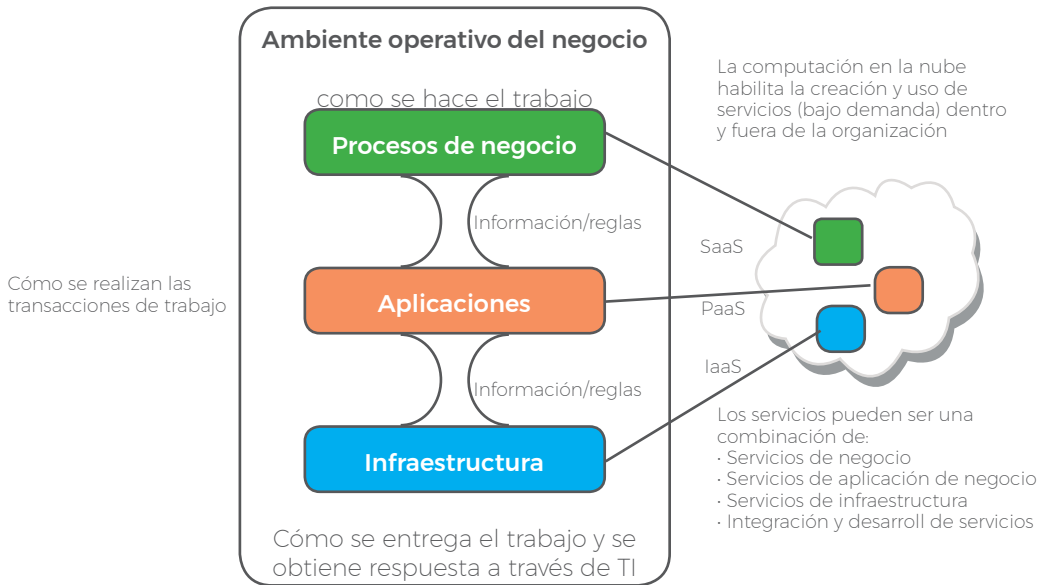 Ambiente operativo del negocio
como se hace el trabajo
Procesos de negocio
Información/reglas
Cómo se realizan las
transacciones de trabajo
Aplicaciones
Información/reglas
Infraestructura
Cómo se entrega el trabajo y se
obtiene respuesta a través de TI
La computación en la nube
habilita la creación y uso de
servicios (bajo demanda) dentro
y fuera de la organización
SaaS
PaaS
IaaS
Los servicios pueden ser una
combinación de:
• Servicios de negocio
• Servicios de aplicación de negocio
• Servicios de infraestructura
• Integración y desarroll de servicios